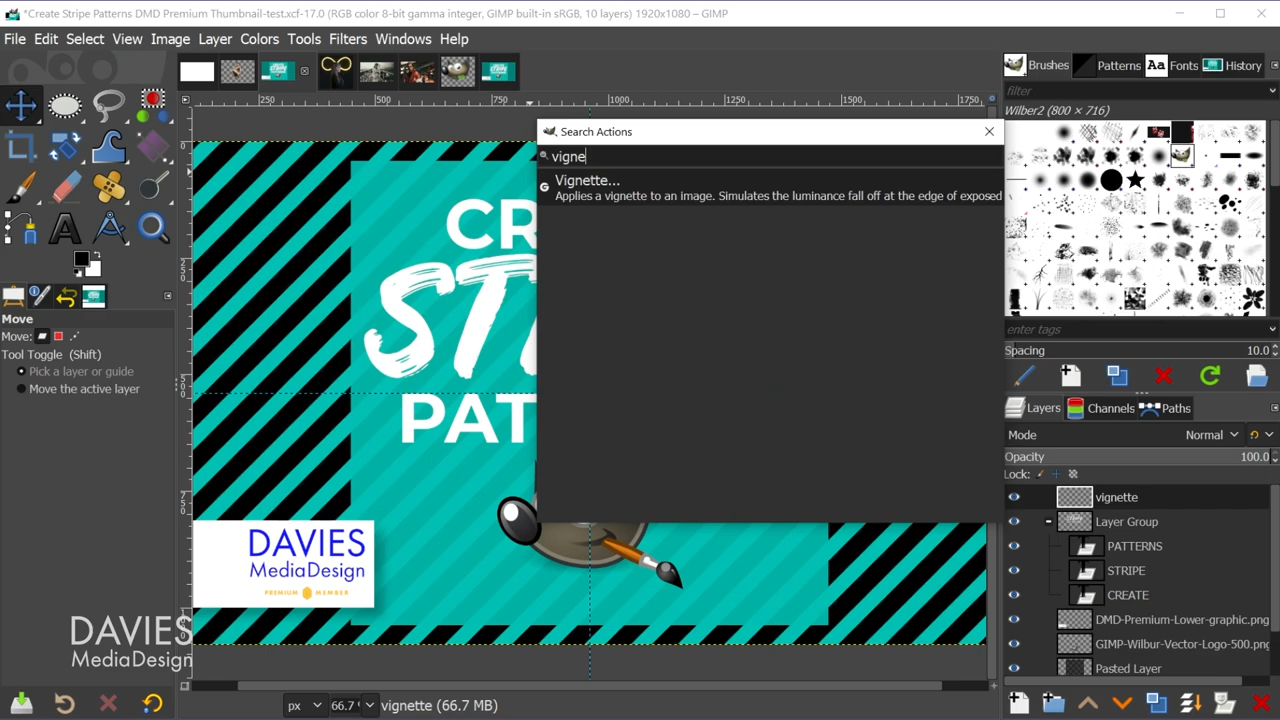 *Create Stripe Patterns DMD Premium Thumbnail-test.xcf-17.0 (RGB color 8-bit gamma integer, GIMP built-in sRGB, 10 layers) 1920x1080 – GIMP
File Edit Select View Image Layer Colors Tools Filters Windows Help
Brushes Patterns Aa Fonts History
filter
Wilber2 (800 × 716)
250 500 750 1000 1250 1500 1750
Search Actions
vigne
Vignette...
Applies a vignette to an image. Simulates the luminance fall off at the edge of exposed
CR
ST
PAT
Move
Move:
Tool Toggle (Shift)
Pick a layer or guide
Move the active layer
enter tags
Spacing 10.0
Layers Channels Paths
Mode Normal
Opacity 100.0
Lock:
vignette
Layer Group
PATTERNS
STRIPE
CREATE
DMD-Premium-Lower-graphic.png
GIMP-Wilbur-Vector-Logo-500.png
Pasted Layer
DAVIES
MediaDesign
PREMIUM MEMBER
DAVIES
MediaDesign
px 66.7 vignette (66.7 MB)